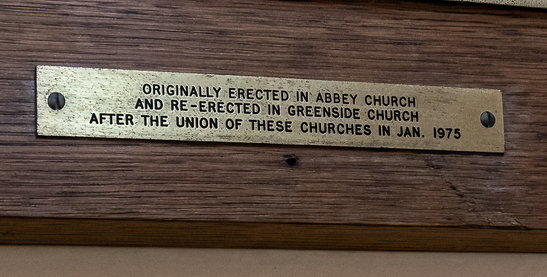 ORIGINALLY ERECTED IN ABBEY CHURCH
AND RE-ERECTED IN GREENSIDE CHURCH
AFTER THE UNION OF THESE CHURCHES IN JAN. 1975